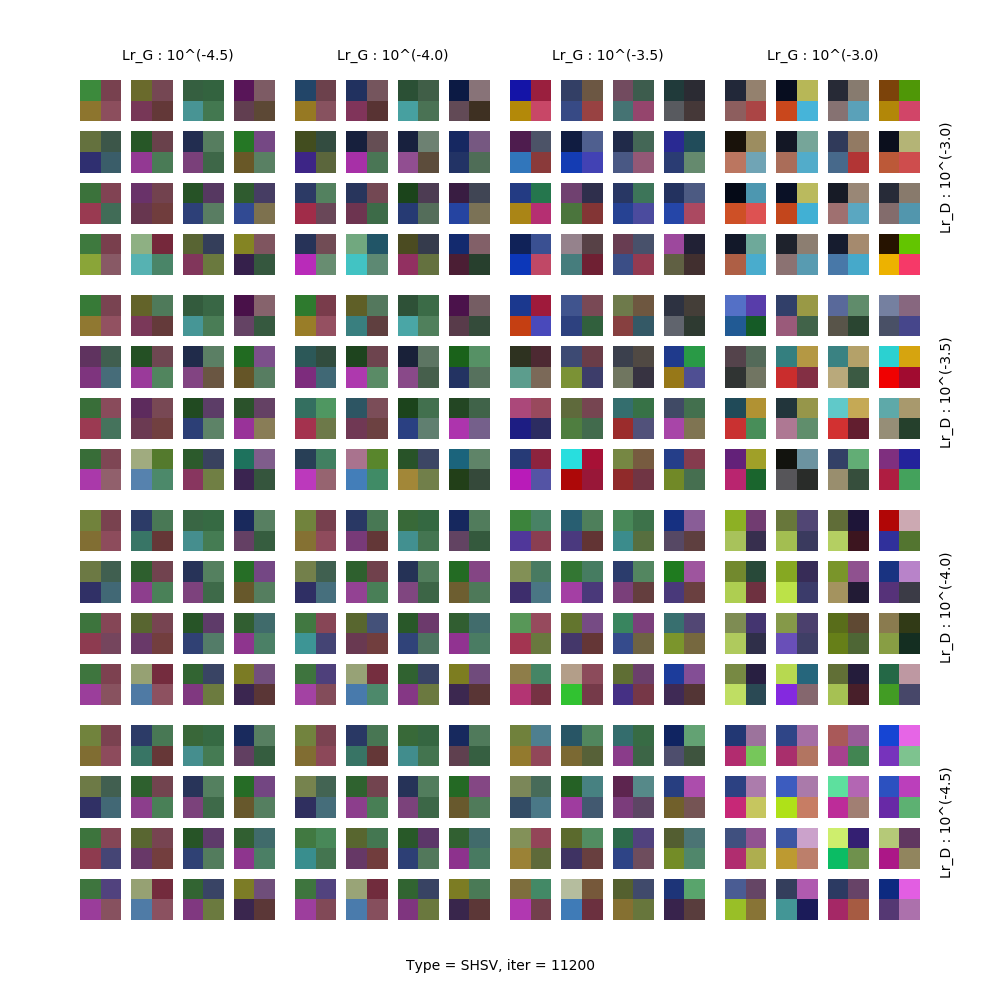 Lr_G : 10^(-4.5) Lr_G : 10^(-4.0) Lr_G : 10^(-3.5) Lr_G : 10^(-3.0)
Lr_D : 10^(-3.0)
Lr_D : 10^(-3.5)
Lr_D : 10^(-4.0)
Lr_D : 10^(-4.5)
Type = SHSV, iter = 11200